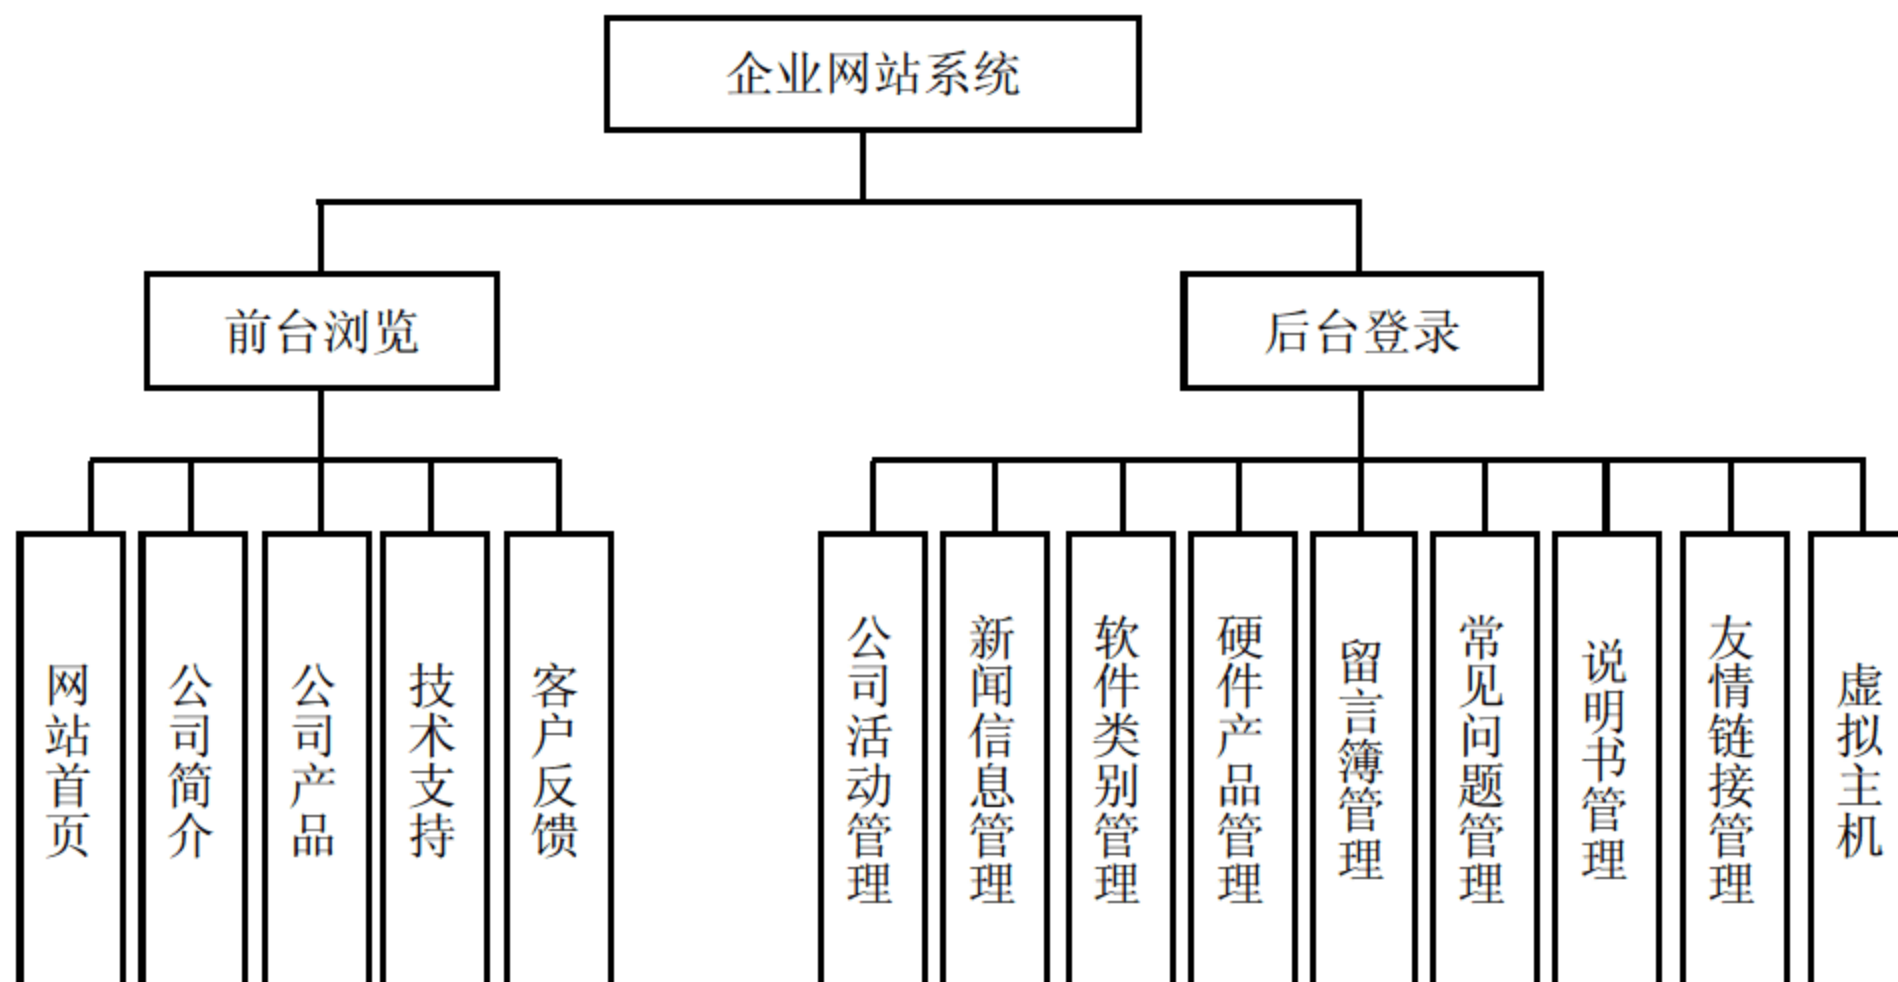 企业网站系统
前台浏览
后台登录
网站首页
公司简介
公司产品
技术支持
客户反馈
公司活动管理
新闻信息管理
软件类别管理
硬件产品管理
留言簿管理
常见问题管理
说明书管理
友情链接管理
虚拟主机